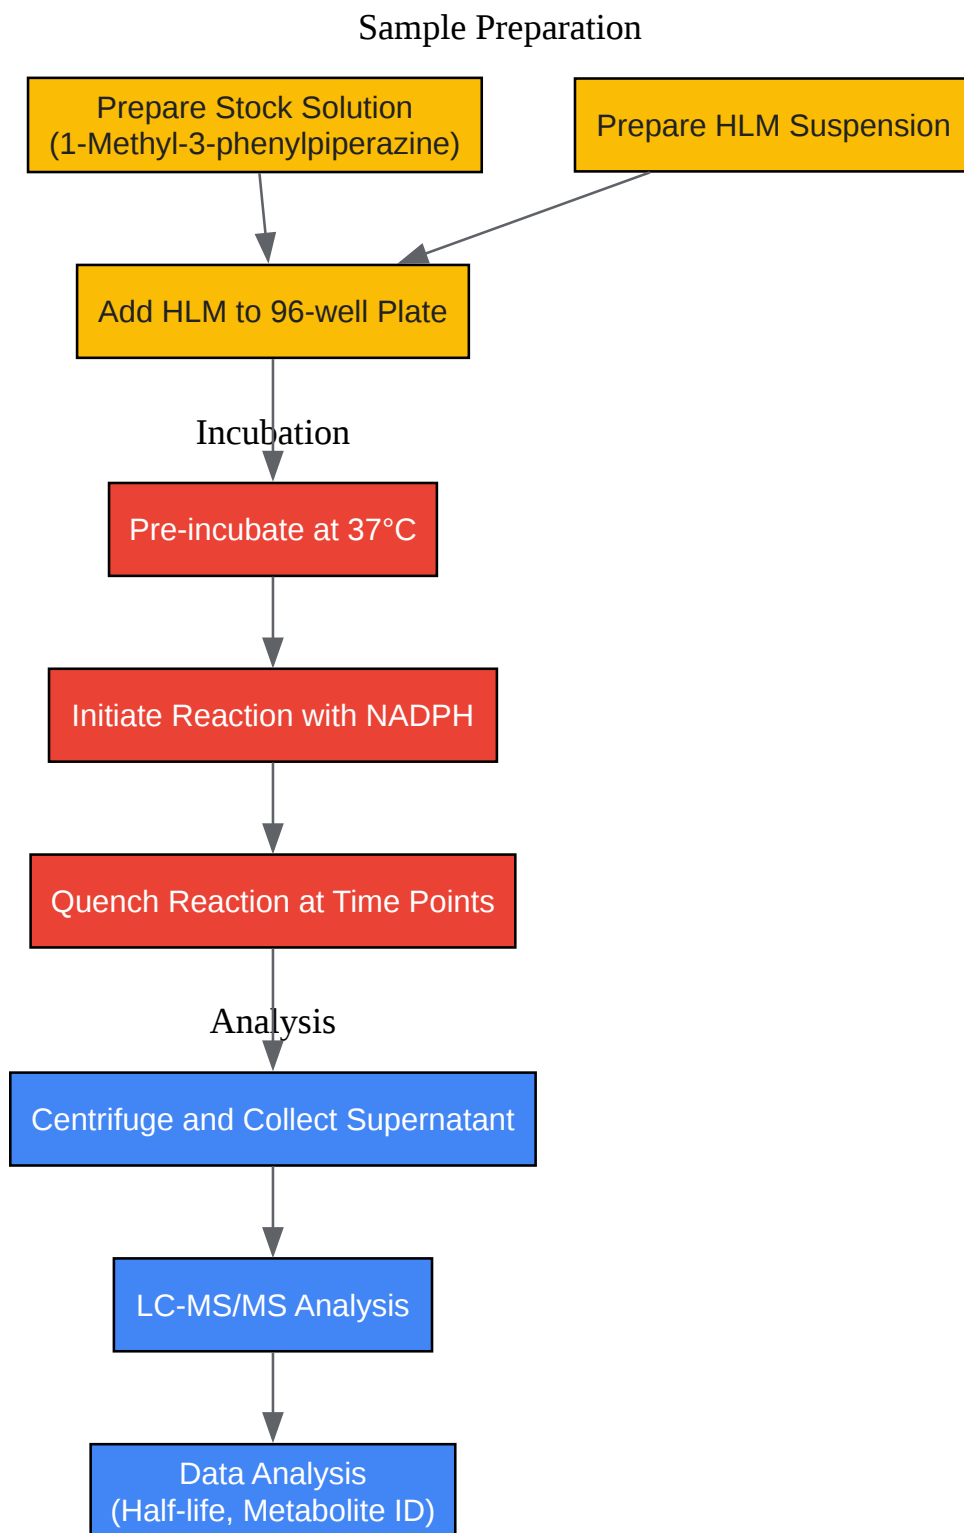 Sample Preparation
Prepare Stock Solution
(1-Methyl-3-phenylpiperazine)
Prepare HLM Suspension
Add HLM to 96-well Plate
Incubation
Pre-incubate at 37°C
Initiate Reaction with NADPH
Quench Reaction at Time Points
Analysis
Centrifuge and Collect Supernatant
LC-MS/MS Analysis
Data Analysis
(Half-life, Metabolite ID)